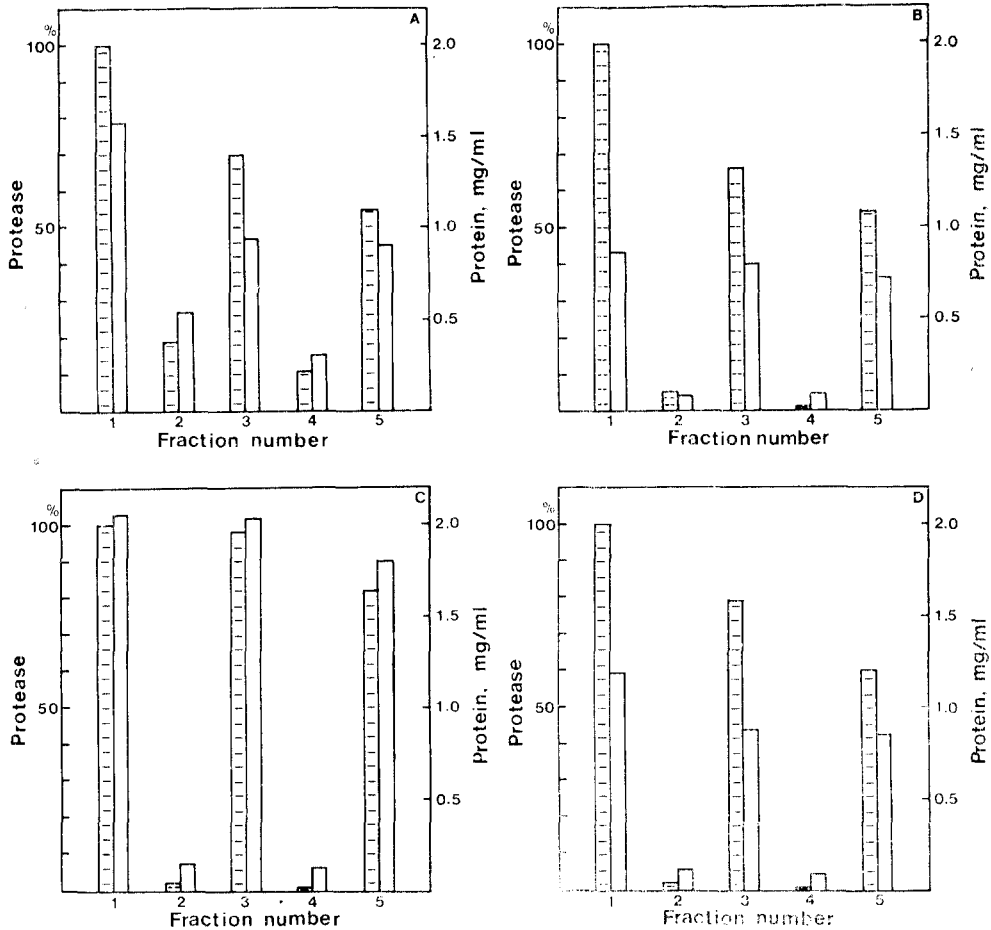 A
%
100
50
Protease
2.0
1.5
1.0
0.5
Protein, mg/ml
1 2 3 4 5
Fraction number
B
%
100
50
Protease
2.0
1.5
1.0
0.5
Protein, mg/ml
1 2 3 4 5
Fraction number
C
%
100
50
Protease
2.0
1.5
1.0
0.5
Protein, mg/ml
1 2 3 4 5
Fraction number
D
%
100
50
Protease
2.0
1.5
1.0
0.5
Protein, mg/ml
1 2 3 4 5
Fraction number